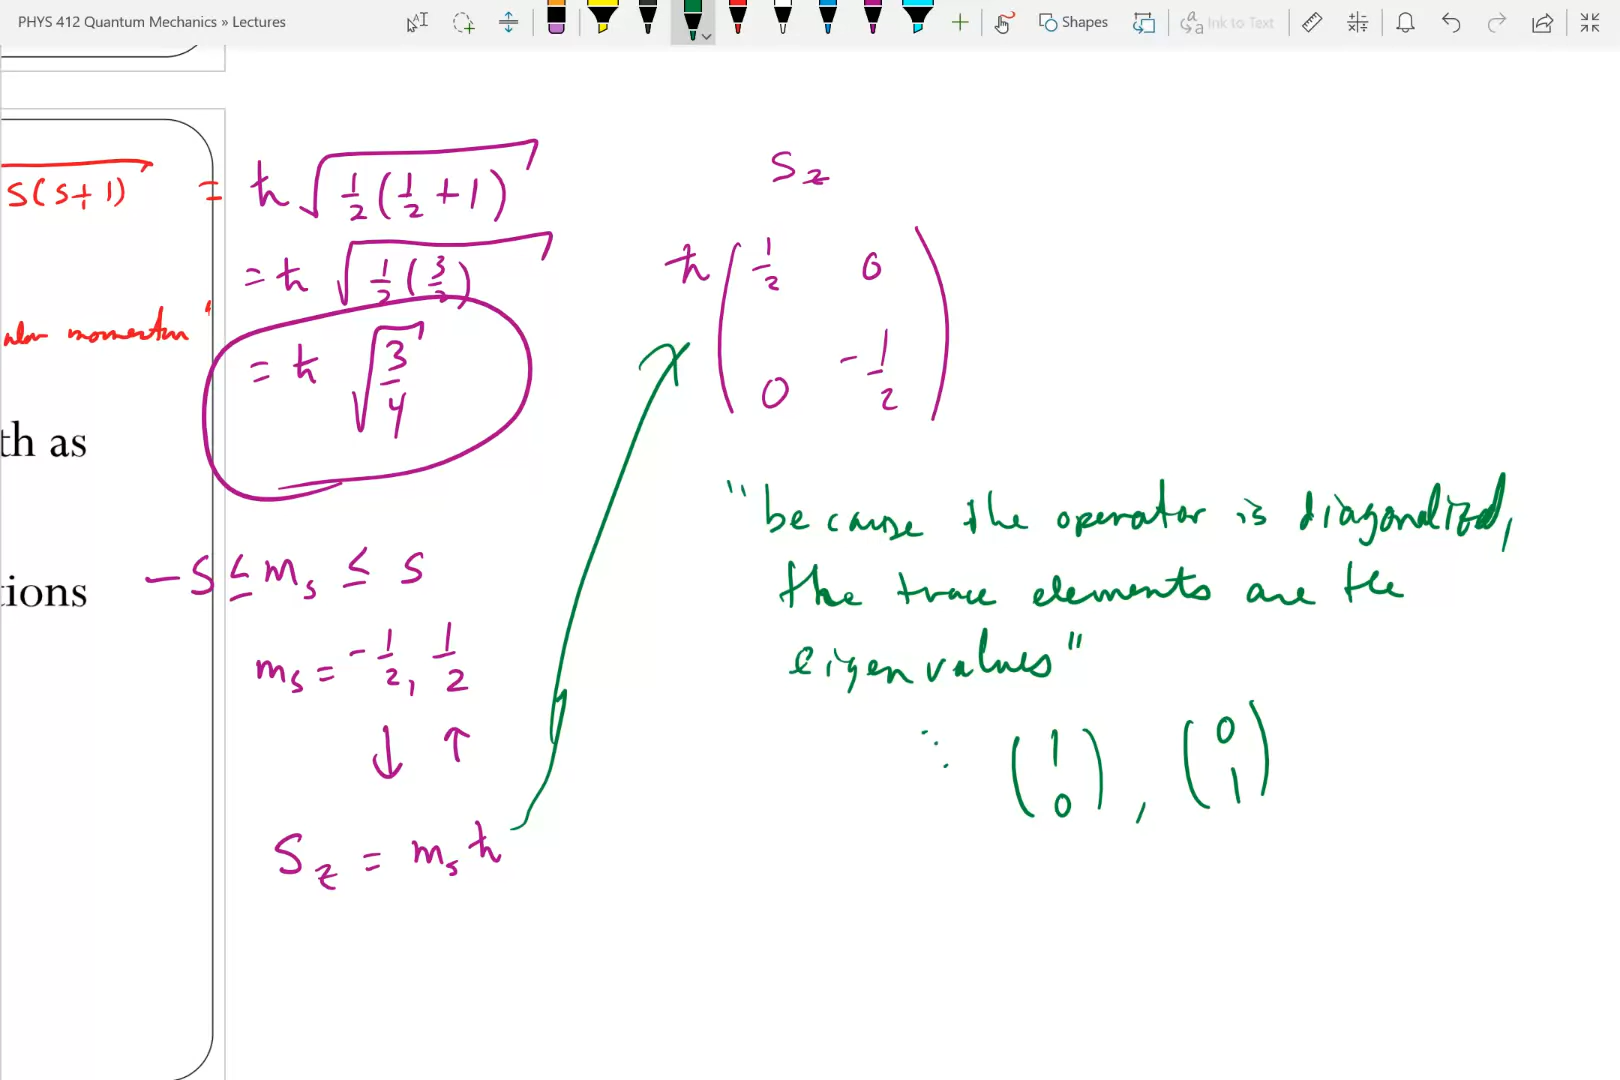 PHYS 412 Quantum Mechanics » Lectures
Shapes
Ink to Text
S(S+1) = ħ√(1/2(1/2+1))
= ħ√(1/2(3/2))
momentum"
= ħ√(3/4)
th as
tions
-S ≤ m_s ≤ S
m_s = -1/2, 1/2
↓ ↑
S_z = m_s ħ
S_z
ħ( 1/2 0
0 -1/2 )
"because the operator is diagonalized,
the trace elements are the
eigenvalues"
∴ (1 0), (0 1)